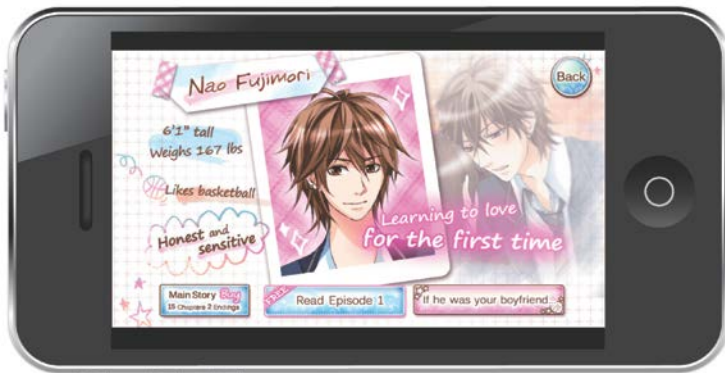 Nao Fujimori
Back
6'1" tall
Weighs 167 lbs
Likes basketball
Honest and
sensitive
Learning to love
for the first time
Main Story Buy
15 Chapters 2 Endings
FREE
Read Episode 1
If he was your boyfriend...